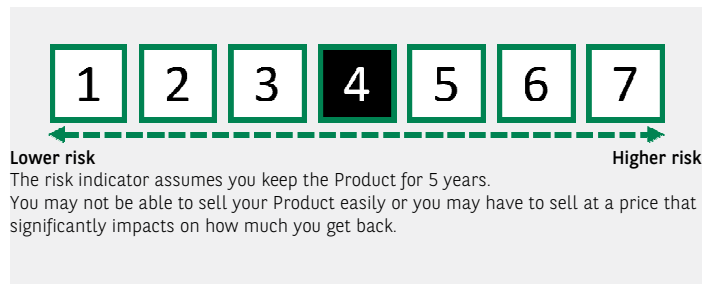 1 2 3 4 5 6 7
Lower risk Higher risk
The risk indicator assumes you keep the Product for 5 years.
You may not be able to sell your Product easily or you may have to sell at a price that
significantly impacts on how much you get back.